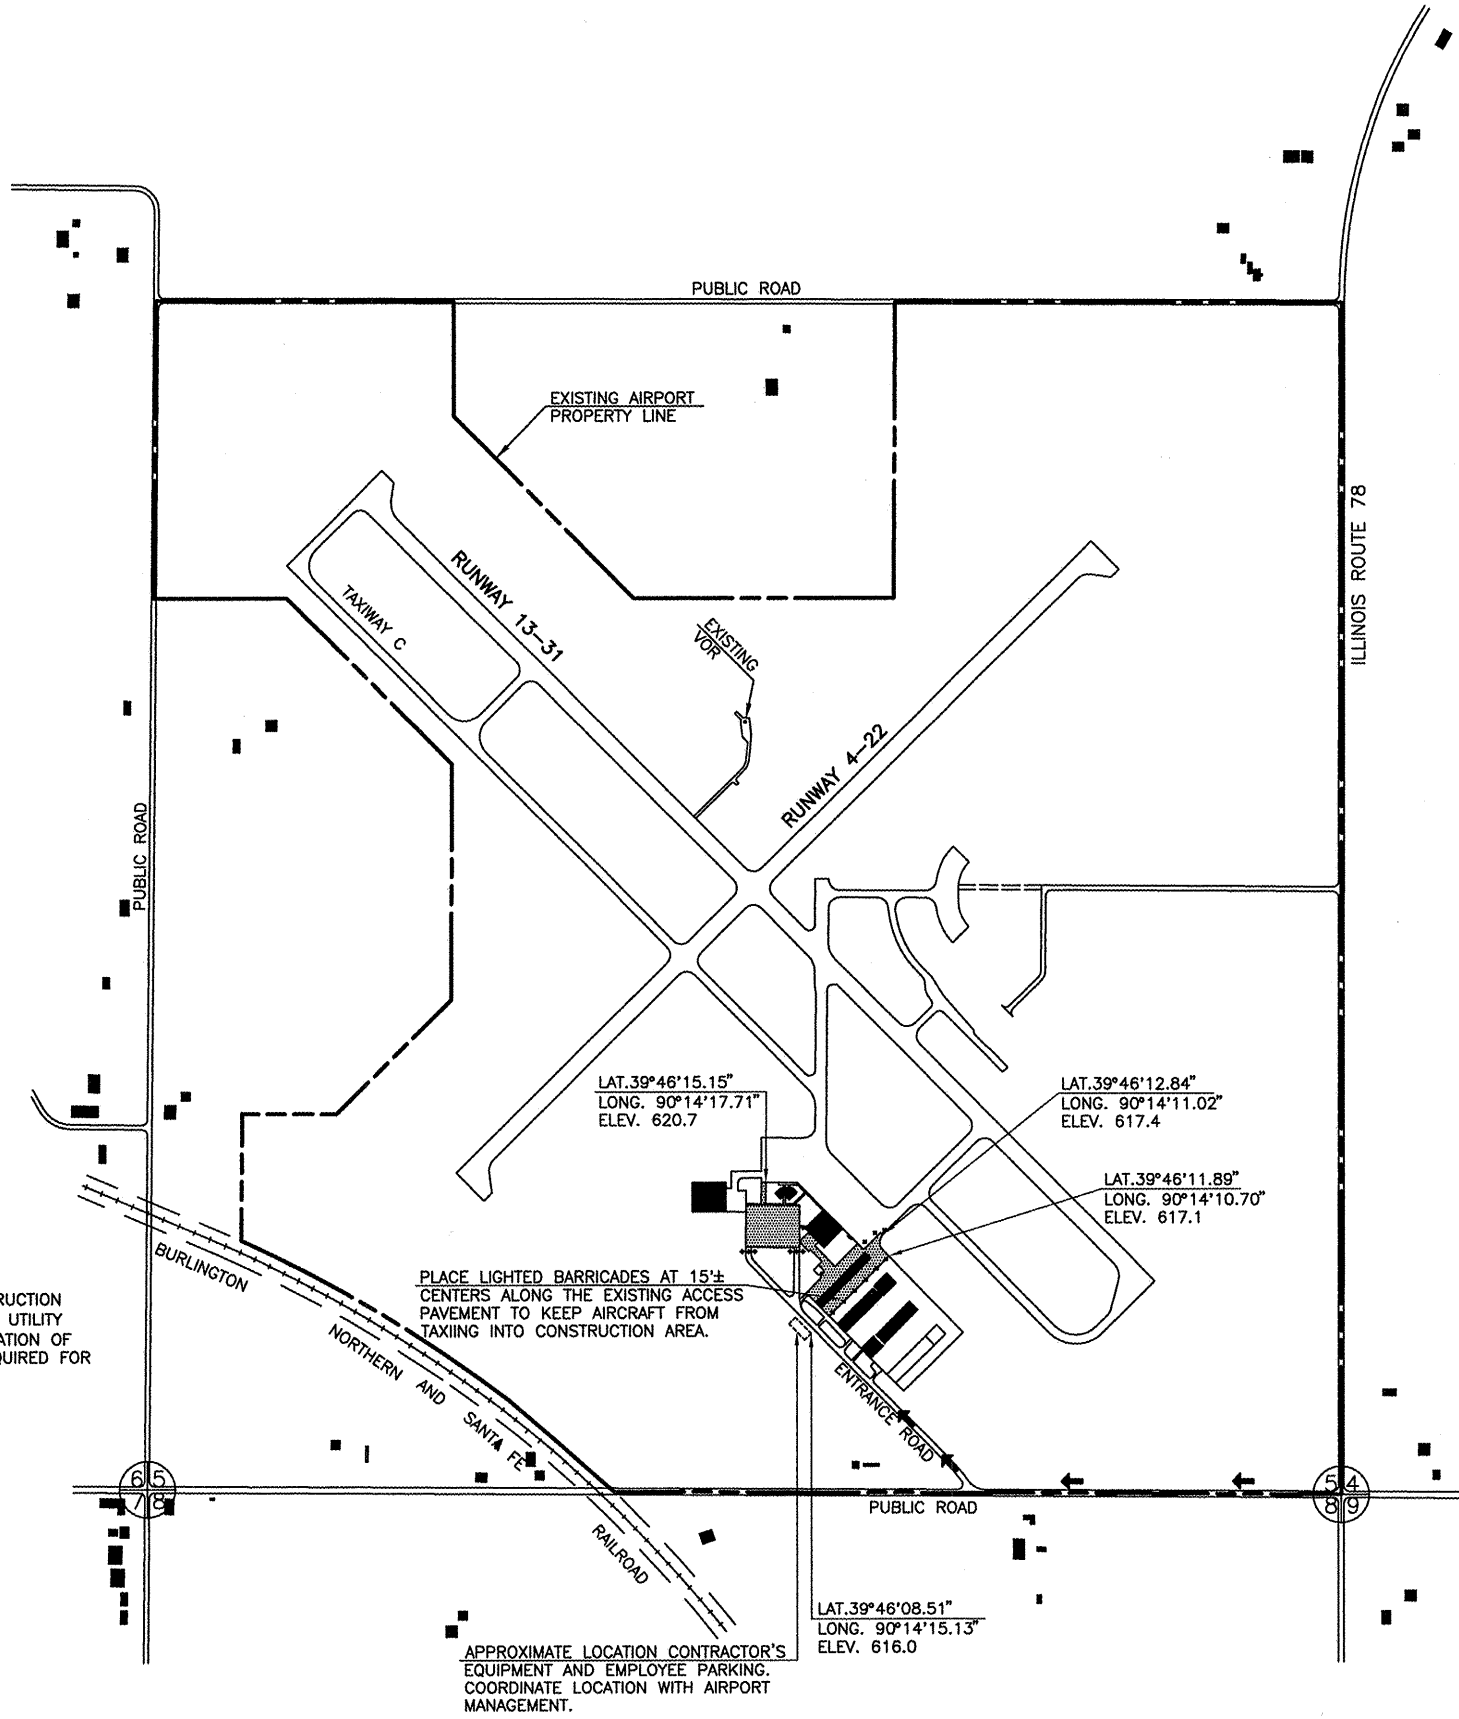 PUBLIC ROAD
EXISTING AIRPORT
PROPERTY LINE
ILLINOIS ROUTE 78
RUNWAY 13-31
TAXIWAY C
EXISTING
VOR
RUNWAY 4-22
PUBLIC ROAD
LAT.39°46'15.15"
LONG. 90°14'17.71"
ELEV. 620.7
LAT.39°46'12.84"
LONG. 90°14'11.02"
ELEV. 617.4
LAT.39°46'11.89"
LONG. 90°14'10.70"
ELEV. 617.1
BURLINGTON NORTHERN AND SANTA FE RAILROAD
PLACE LIGHTED BARRICADES AT 15'±
CENTERS ALONG THE EXISTING ACCESS
PAVEMENT TO KEEP AIRCRAFT FROM
TAXIING INTO CONSTRUCTION AREA.
RUCTION
UTILITY
ATION OF
QUIRED FOR
ENTRANCE ROAD
6 5
7 8
5 4
8 9
PUBLIC ROAD
LAT.39°46'08.51"
LONG. 90°14'15.13"
ELEV. 616.0
APPROXIMATE LOCATION CONTRACTOR'S
EQUIPMENT AND EMPLOYEE PARKING.
COORDINATE LOCATION WITH AIRPORT
MANAGEMENT.